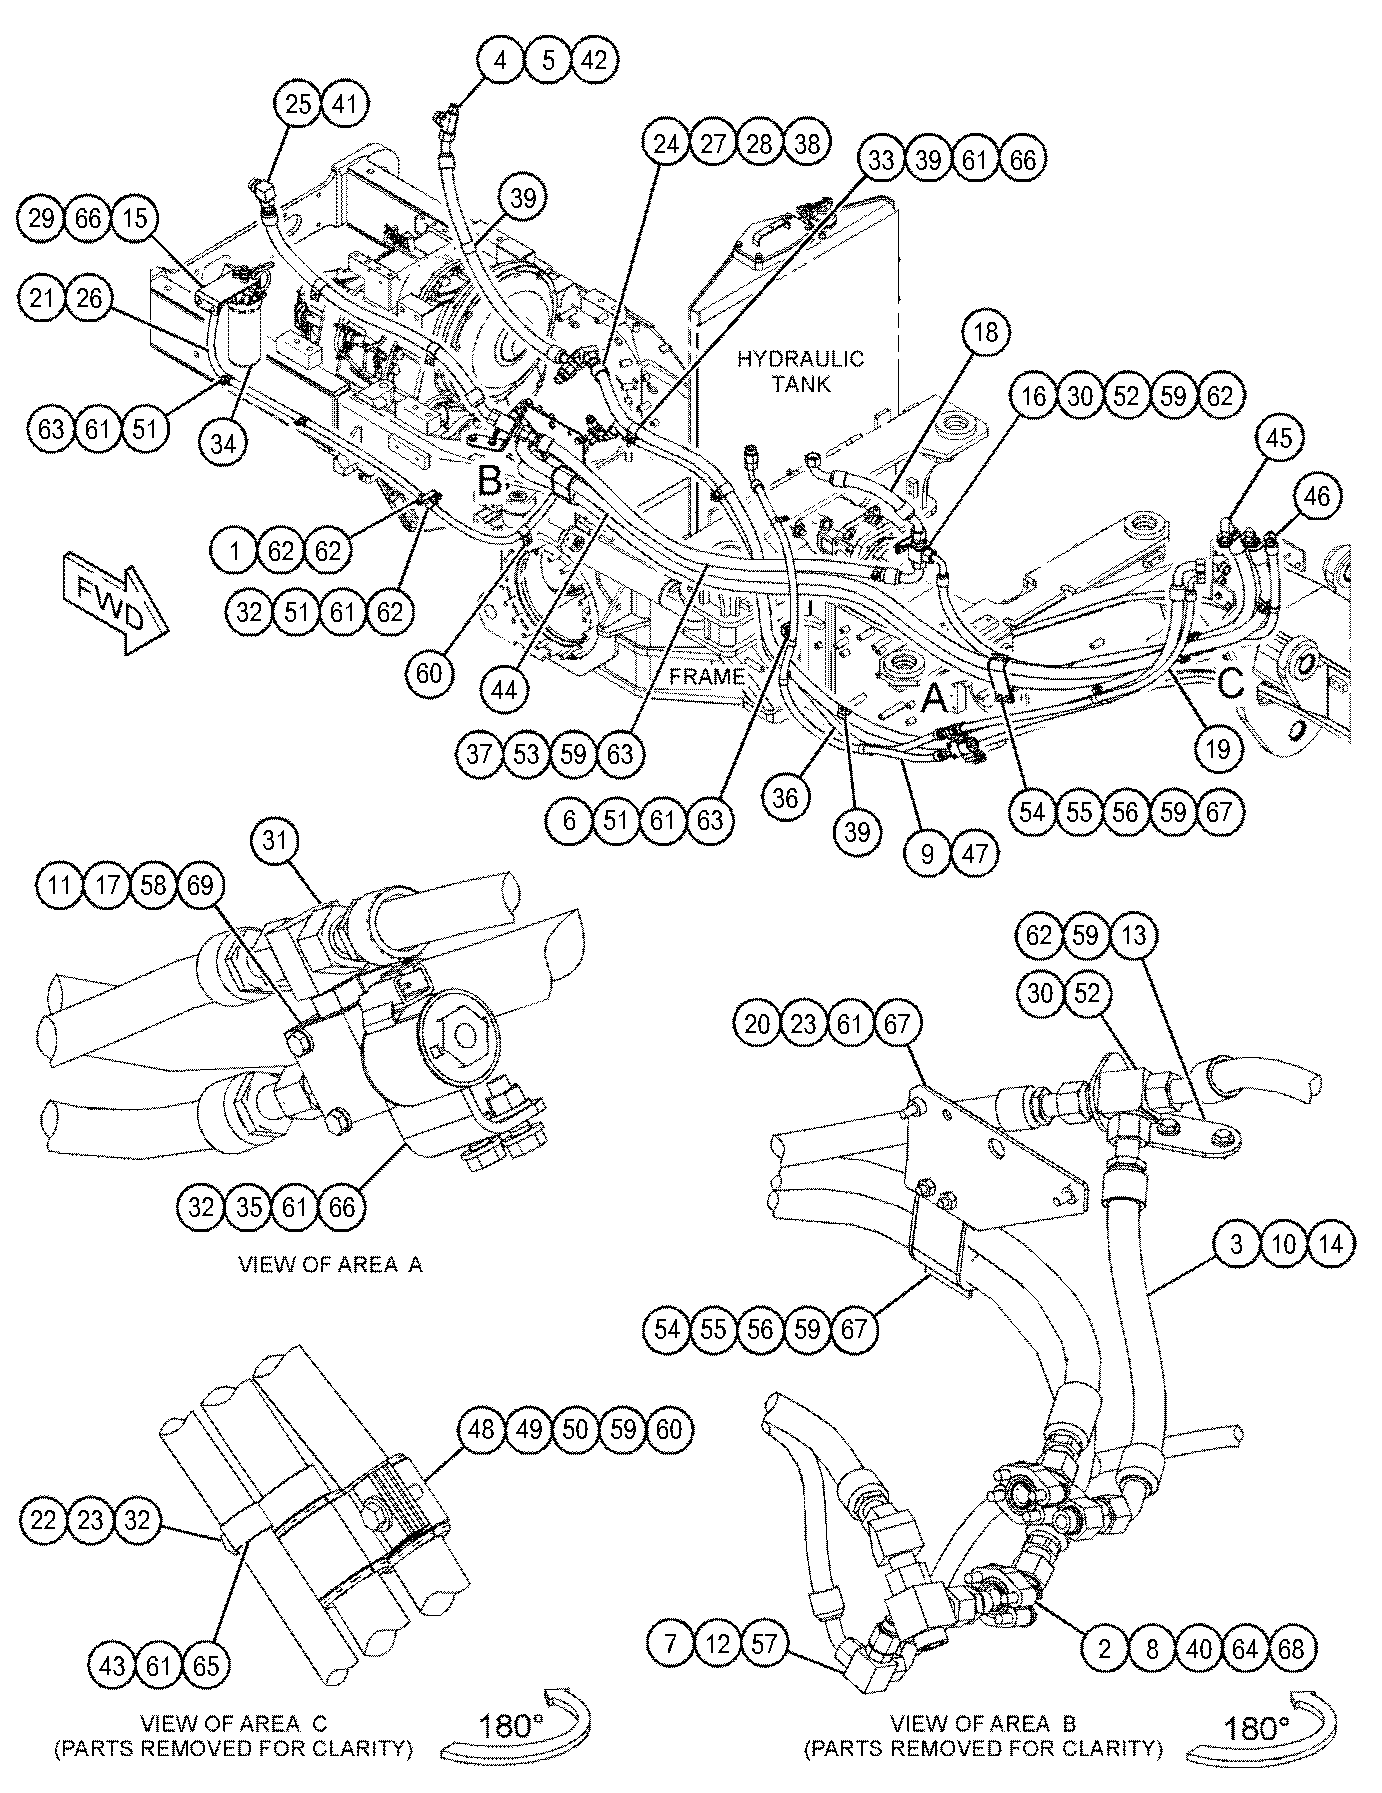 4 5 42
25 41
24 27 28 38
33 39 61 66
39
29 66 15
21 26
18
HYDRAULIC
TANK
16 30 52 59 62
63 61 51
34
45
B
46
1 62 62
FWD
32 51 61 62
60
44
FRAME
A
C
37 53 59 63
19
36
54 55 56 59 67
6 51 61 63
39
9 47
31
11 17 58 69
62 59 13
30 52
20 23 61 67
32 35 61 66
VIEW OF AREA A
3 10 14
54 55 56 59 67
48 49 50 59 60
22 23 32
7 12 57
2 8 40 64 68
43 61 65
VIEW OF AREA C
(PARTS REMOVED FOR CLARITY)
180°
VIEW OF AREA B
(PARTS REMOVED FOR CLARITY)
180°